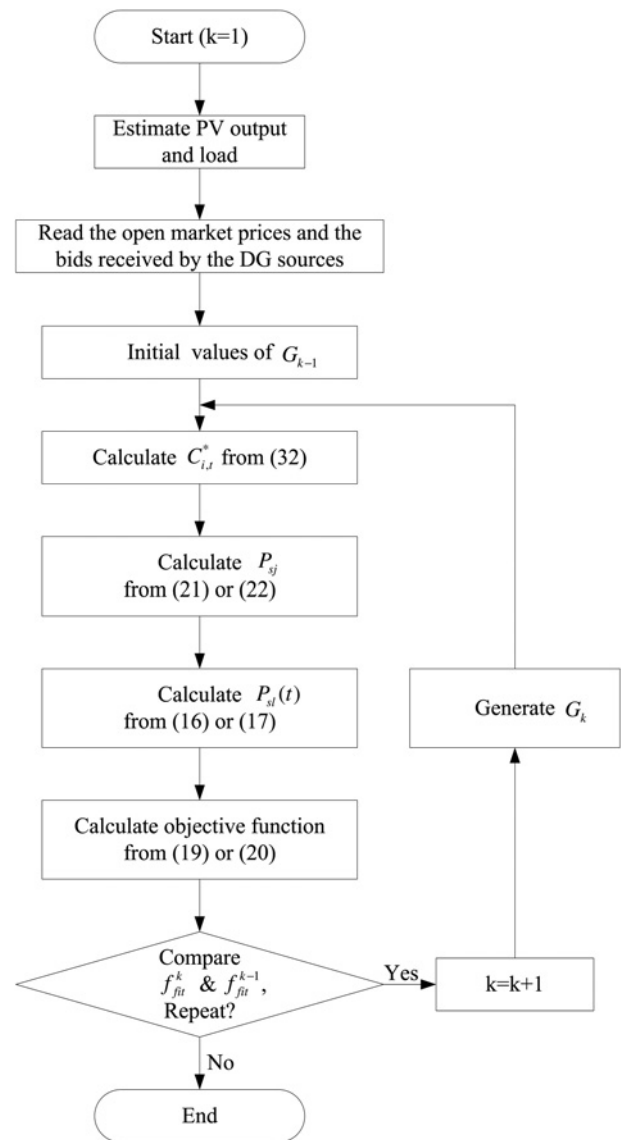 Start (k=1)
Estimate PV output
and load
Read the open market prices and the
bids received by the DG sources
Initial values of G_{k-1}
Calculate C^*_{i,t} from (32)
Calculate P_{sj}
from (21) or (22)
Calculate P_{sl}(t)
from (16) or (17)
Generate G_k
Calculate objective function
from (19) or (20)
Compare
f^k_{fit} & f^{k-1}_{fit},
Repeat?
Yes
k=k+1
No
End